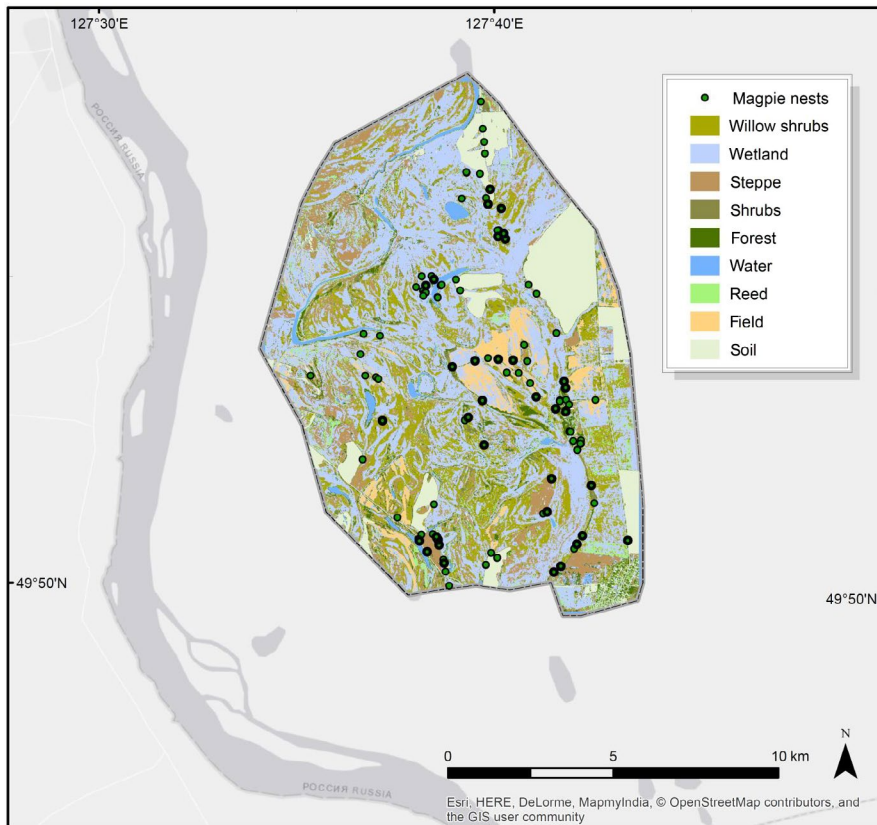 127°30'E
127°40'E
РОССИЯ RUSSIA
Magpie nests
Willow shrubs
Wetland
Steppe
Shrubs
Forest
Water
Reed
Field
Soil
49°50'N
49°50'N
N
0
5
10 km
РОССИЯ RUSSIA
Esri, HERE, DeLorme, MapmyIndia, © OpenStreetMap contributors, and
the GIS user community